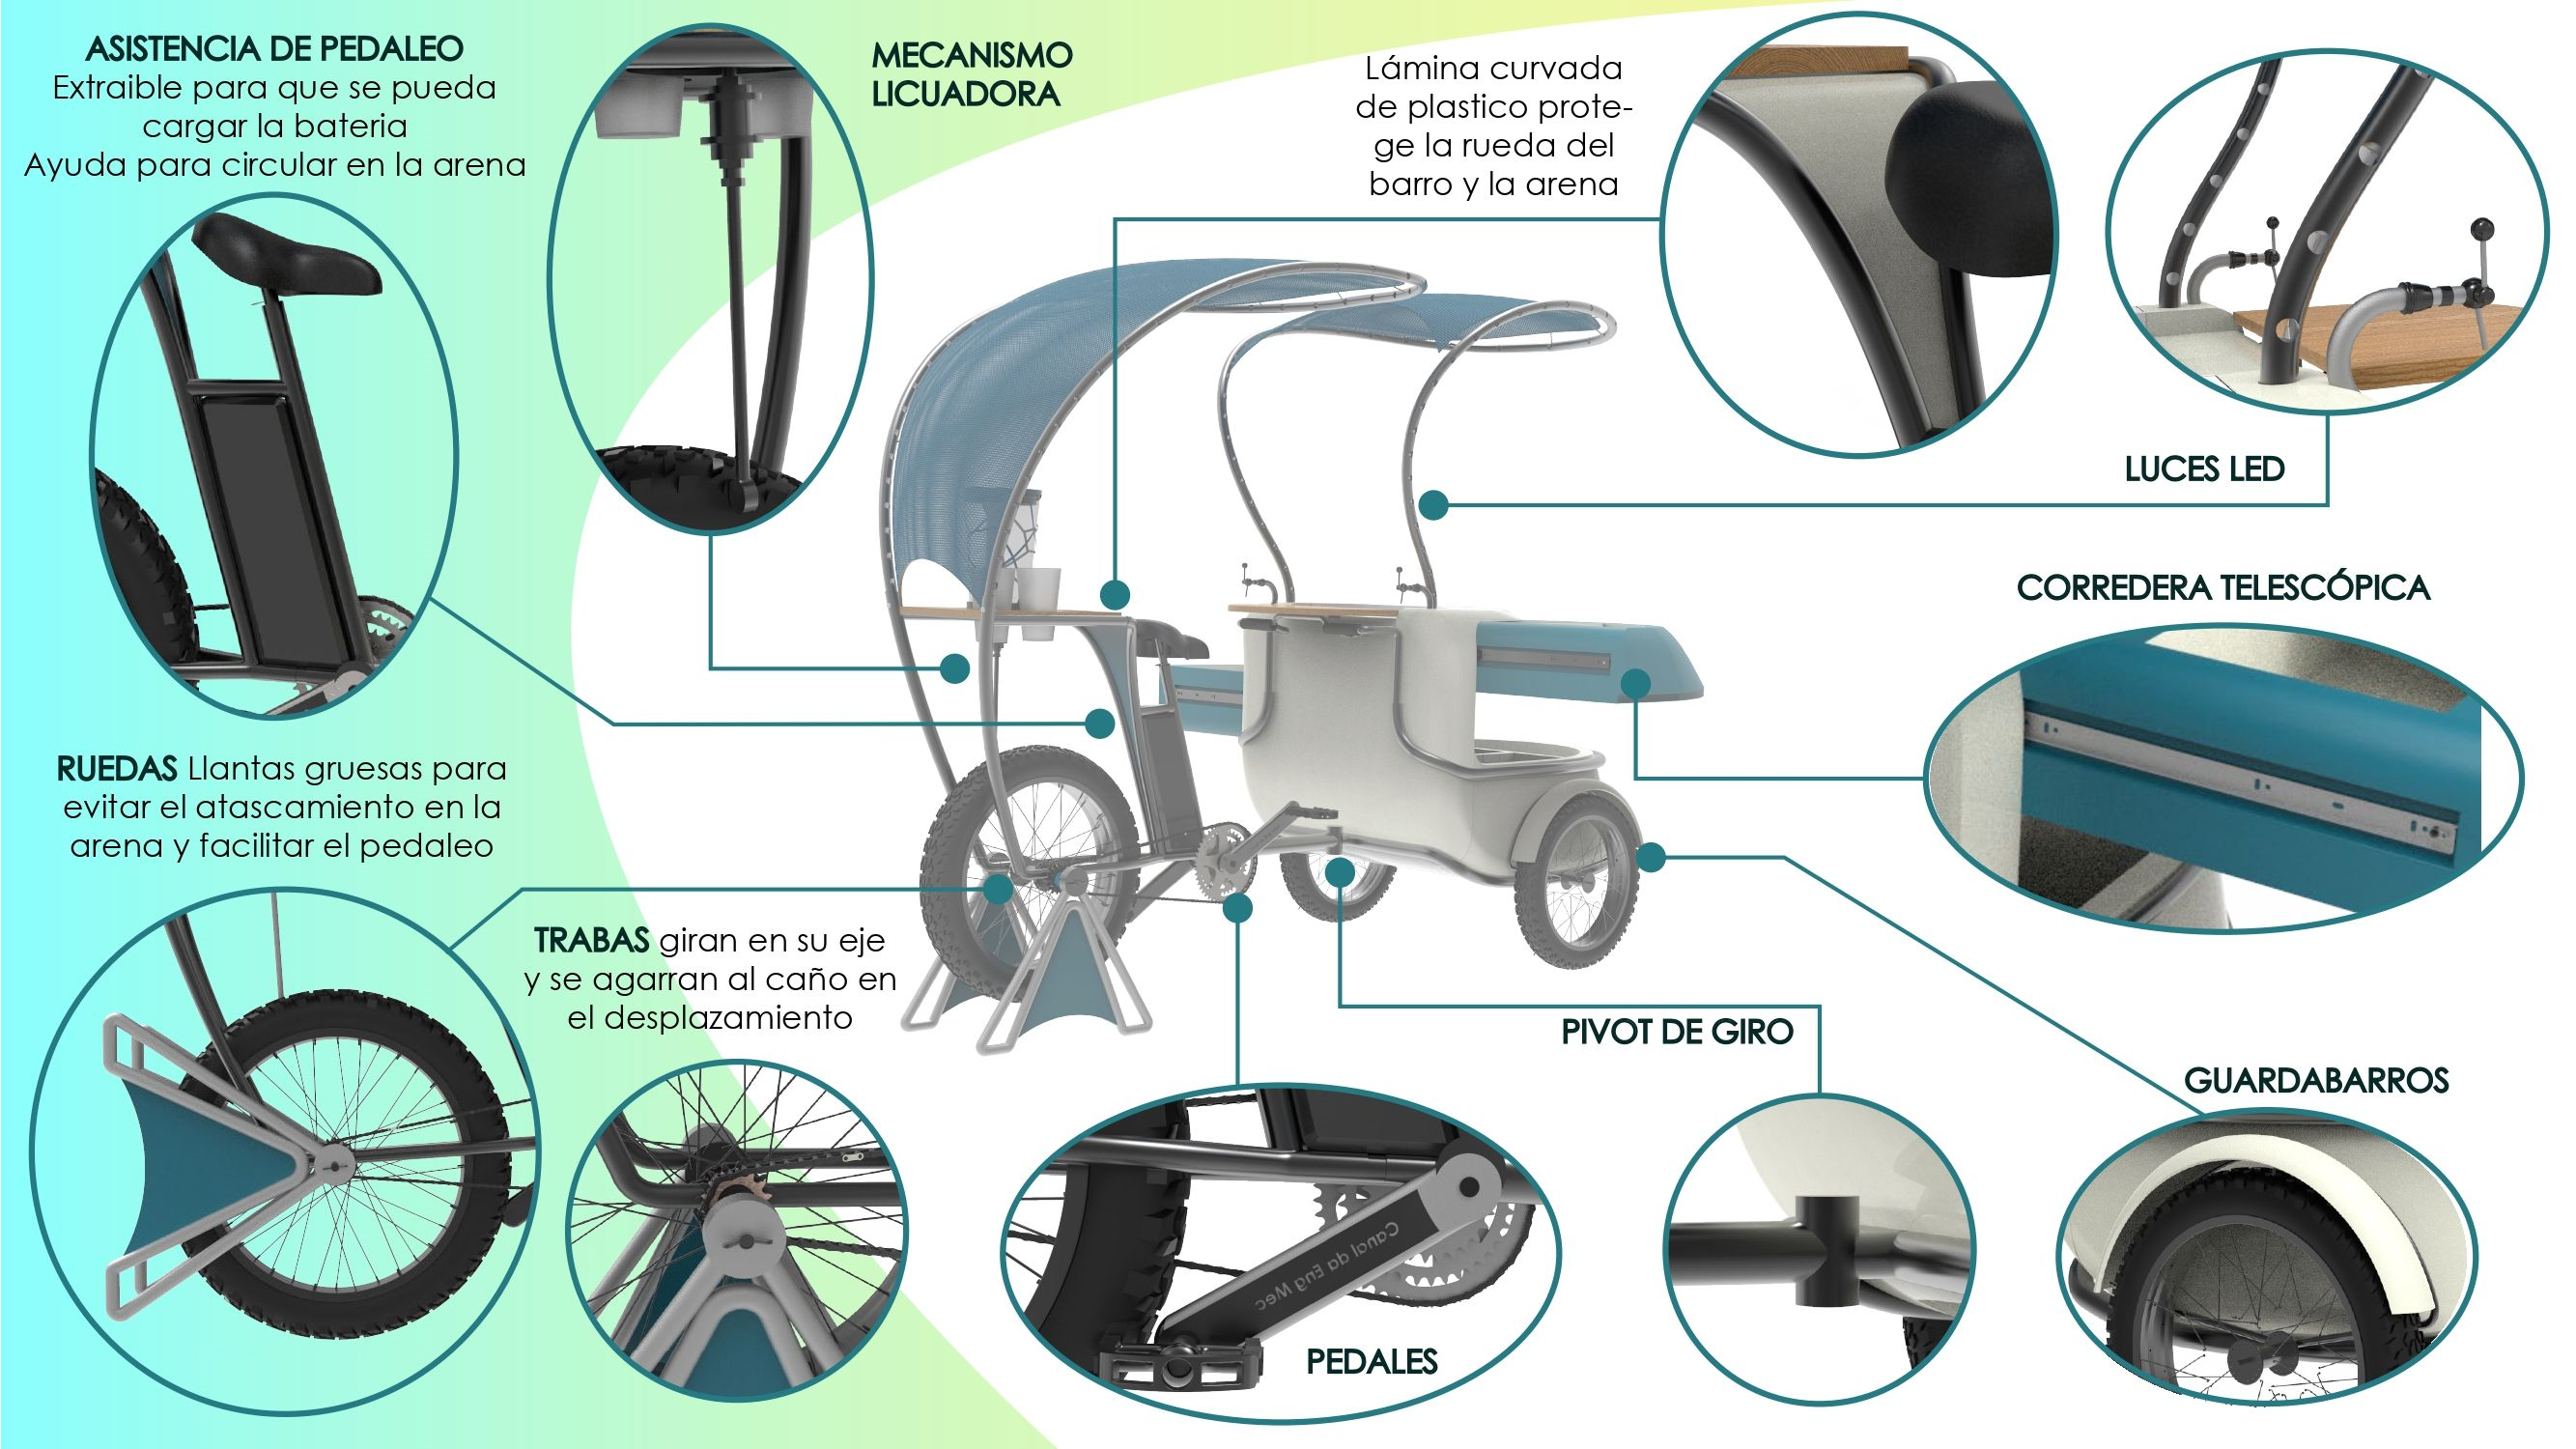 ASISTENCIA DE PEDALEO
Extraible para que se pueda
cargar la bateria
Ayuda para circular en la arena
MECANISMO
LICUADORA
Lámina curvada
de plastico prote-
ge la rueda del
barro y la arena
LUCES LED
CORREDERA TELESCÓPICA
RUEDAS Llantas gruesas para
evitar el atascamiento en la
arena y facilitar el pedaleo
TRABAS giran en su eje
y se agarran al caño en
el desplazamiento
PIVOT DE GIRO
GUARDABARROS
Canal da Eng Mec
PEDALES